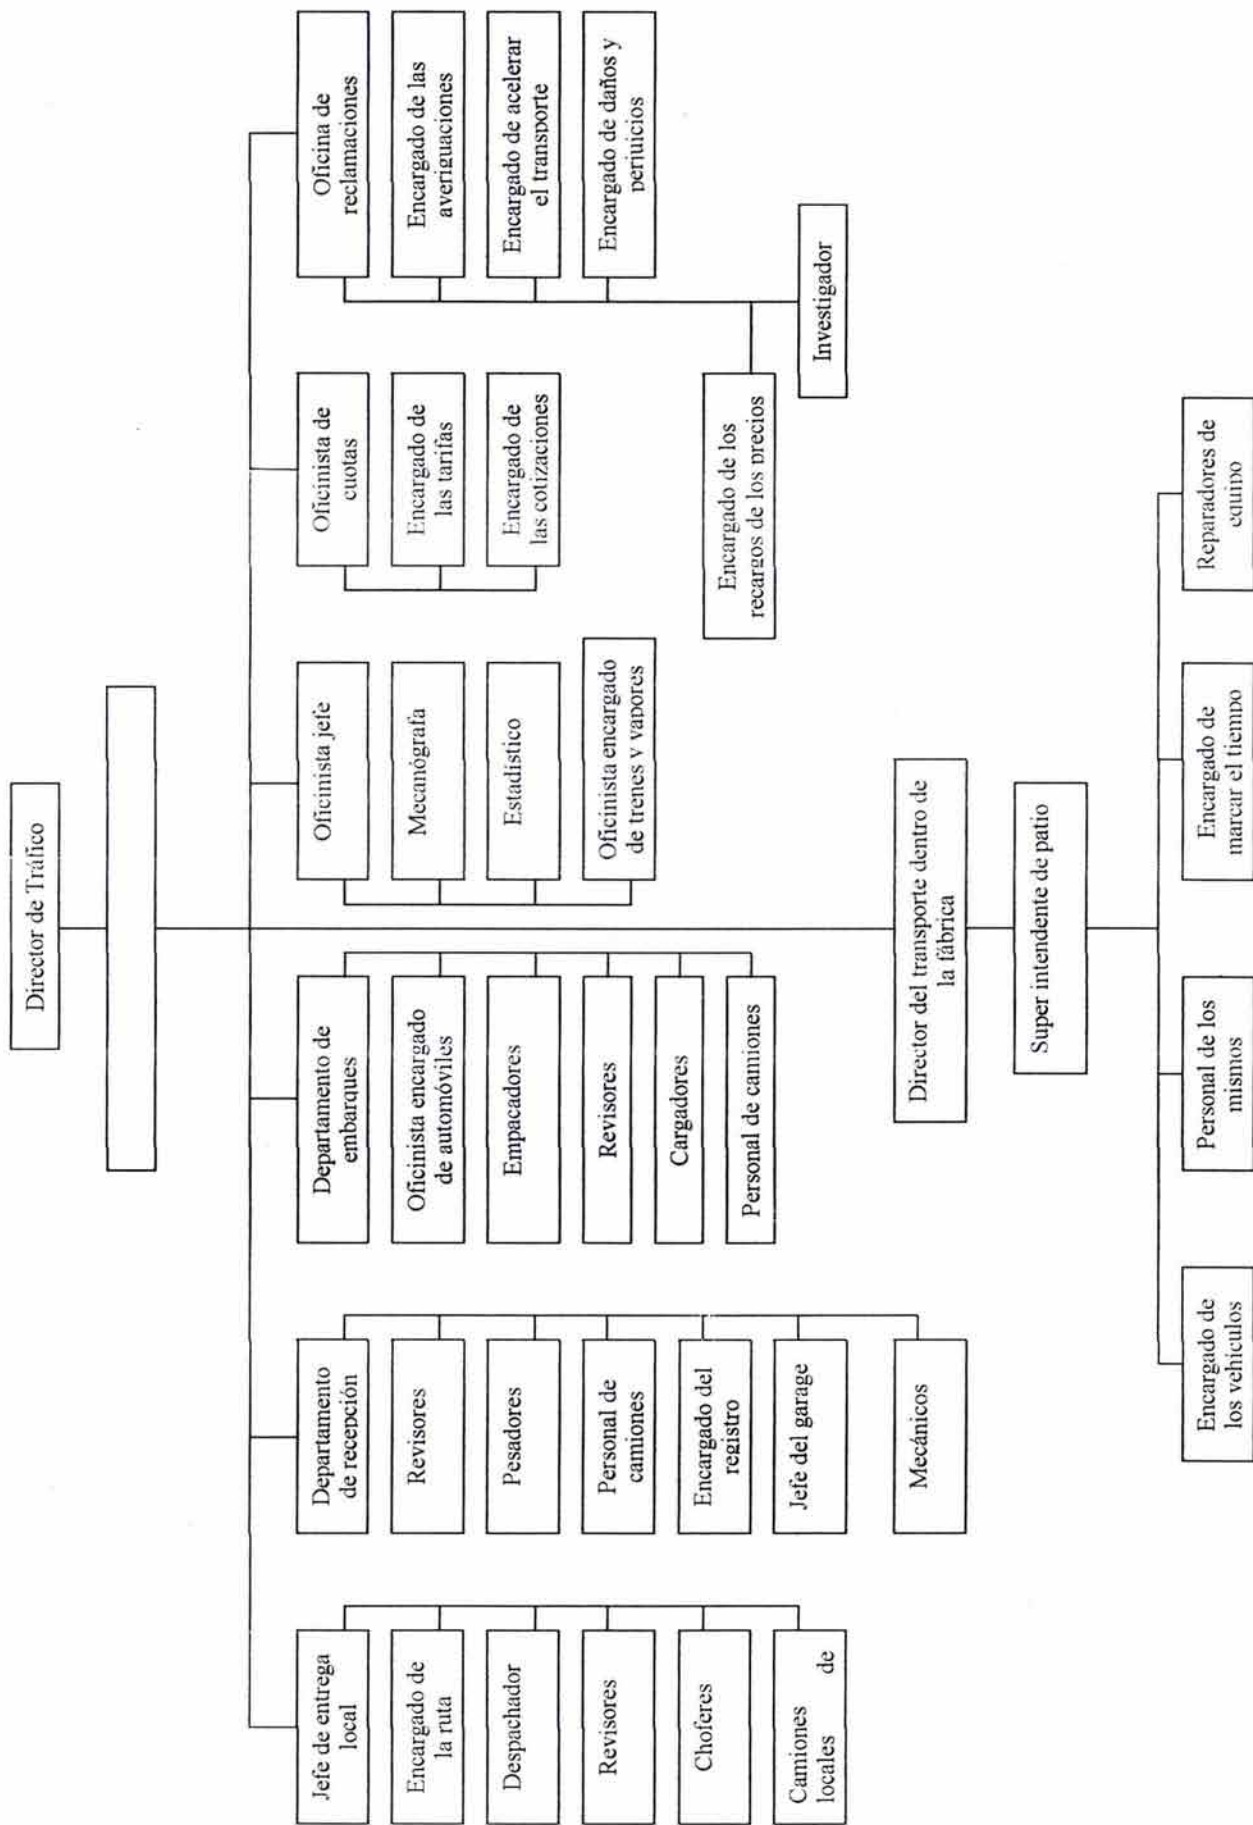 Director de Tráfico
Jefe de entrega
local
Encargado de
la ruta
Despachador
Revisores
Choferes
Camiones de
locales
Departamento
de recepción
Revisores
Pesadores
Personal de
camiones
Encargado del
registro
Jefe del garage
Mecánicos
Departamento de
embarques
Oficinista encargado
de automóviles
Empacadores
Revisores
Cargadores
Personal de camiones
Oficinista jefe
Mecanógrafa
Estadístico
Oficinista encargado
de trenes y vapores
Oficinista de
cuotas
Encargado de
las tarifas
Encargado de
las cotizaciones
Oficina de
reclamaciones
Encargado de las
averiguaciones
Encargado de acelerar
el transporte
Encargado de daños y
perjuicios
Encargado de los
recargos de los precios
Investigador
Director del transporte dentro de
la fábrica
Super intendente de patio
Encargado de
los vehículos
Personal de los
mismos
Encargado de
marcar el tiempo
Reparadores de
equipo